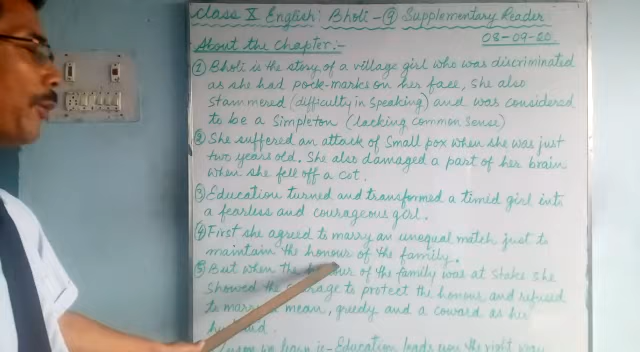 Class X English: Bholi - 9 Supplementary Reader
08-09-20
About the Chapter:-
① Bholi is the story of a village girl who was discriminated
as she had pock-marks on her face, She also
stammered (difficulty in Speaking) and was considered
to be a Simpleton (lacking common Sense)
② She suffered an attack of Small pox when she was just
two years old. She also damaged a part of her brain
when she fell off a cot.
③ Education turned and transformed a timed girl into
a fearless and courageous girl.
④ First she agreed to marry an unequal match just to
maintain the honour of the family.
⑤ But when the honour of the family was at Stake she
Showed the courage to protect the honour and refused
to marry a mean, greedy and a coward as her
husband.
we learn is - Education leads you the right way